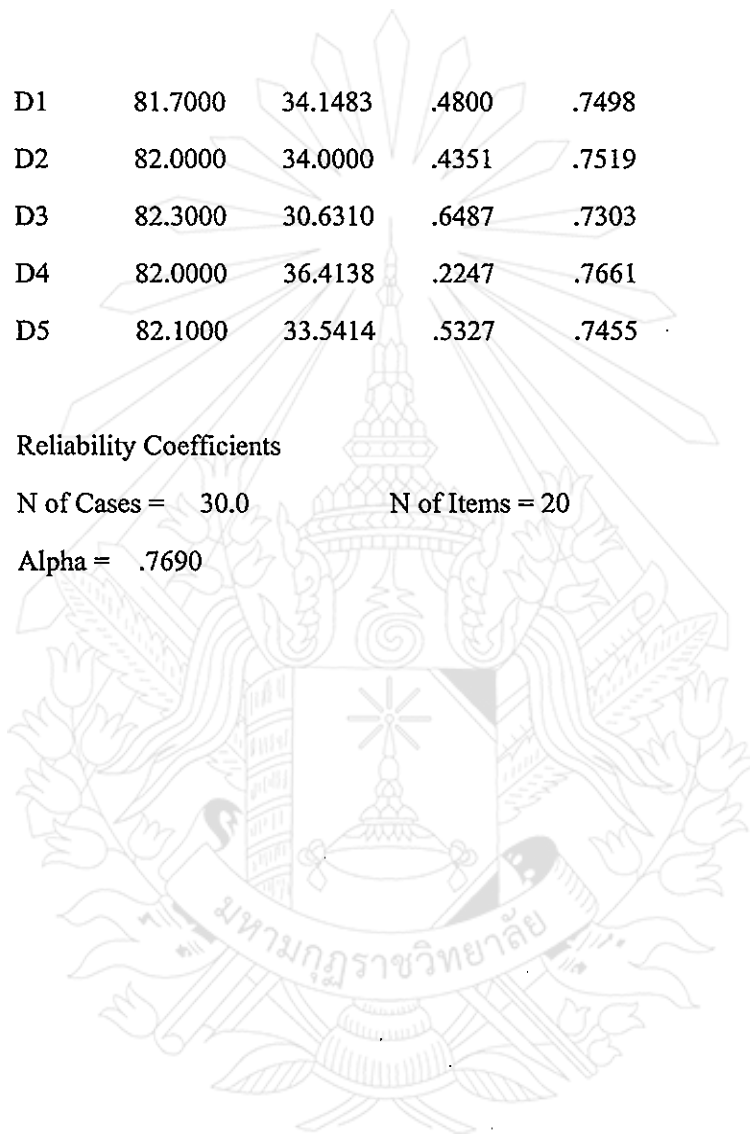 D1 81.7000 34.1483 .4800 .7498
D2 82.0000 34.0000 .4351 .7519
D3 82.3000 30.6310 .6487 .7303
D4 82.0000 36.4138 .2247 .7661
D5 82.1000 33.5414 .5327 .7455
Reliability Coefficients
N of Cases = 30.0 N of Items = 20
Alpha = .7690
มหามกุฏราชวิทยาลัย